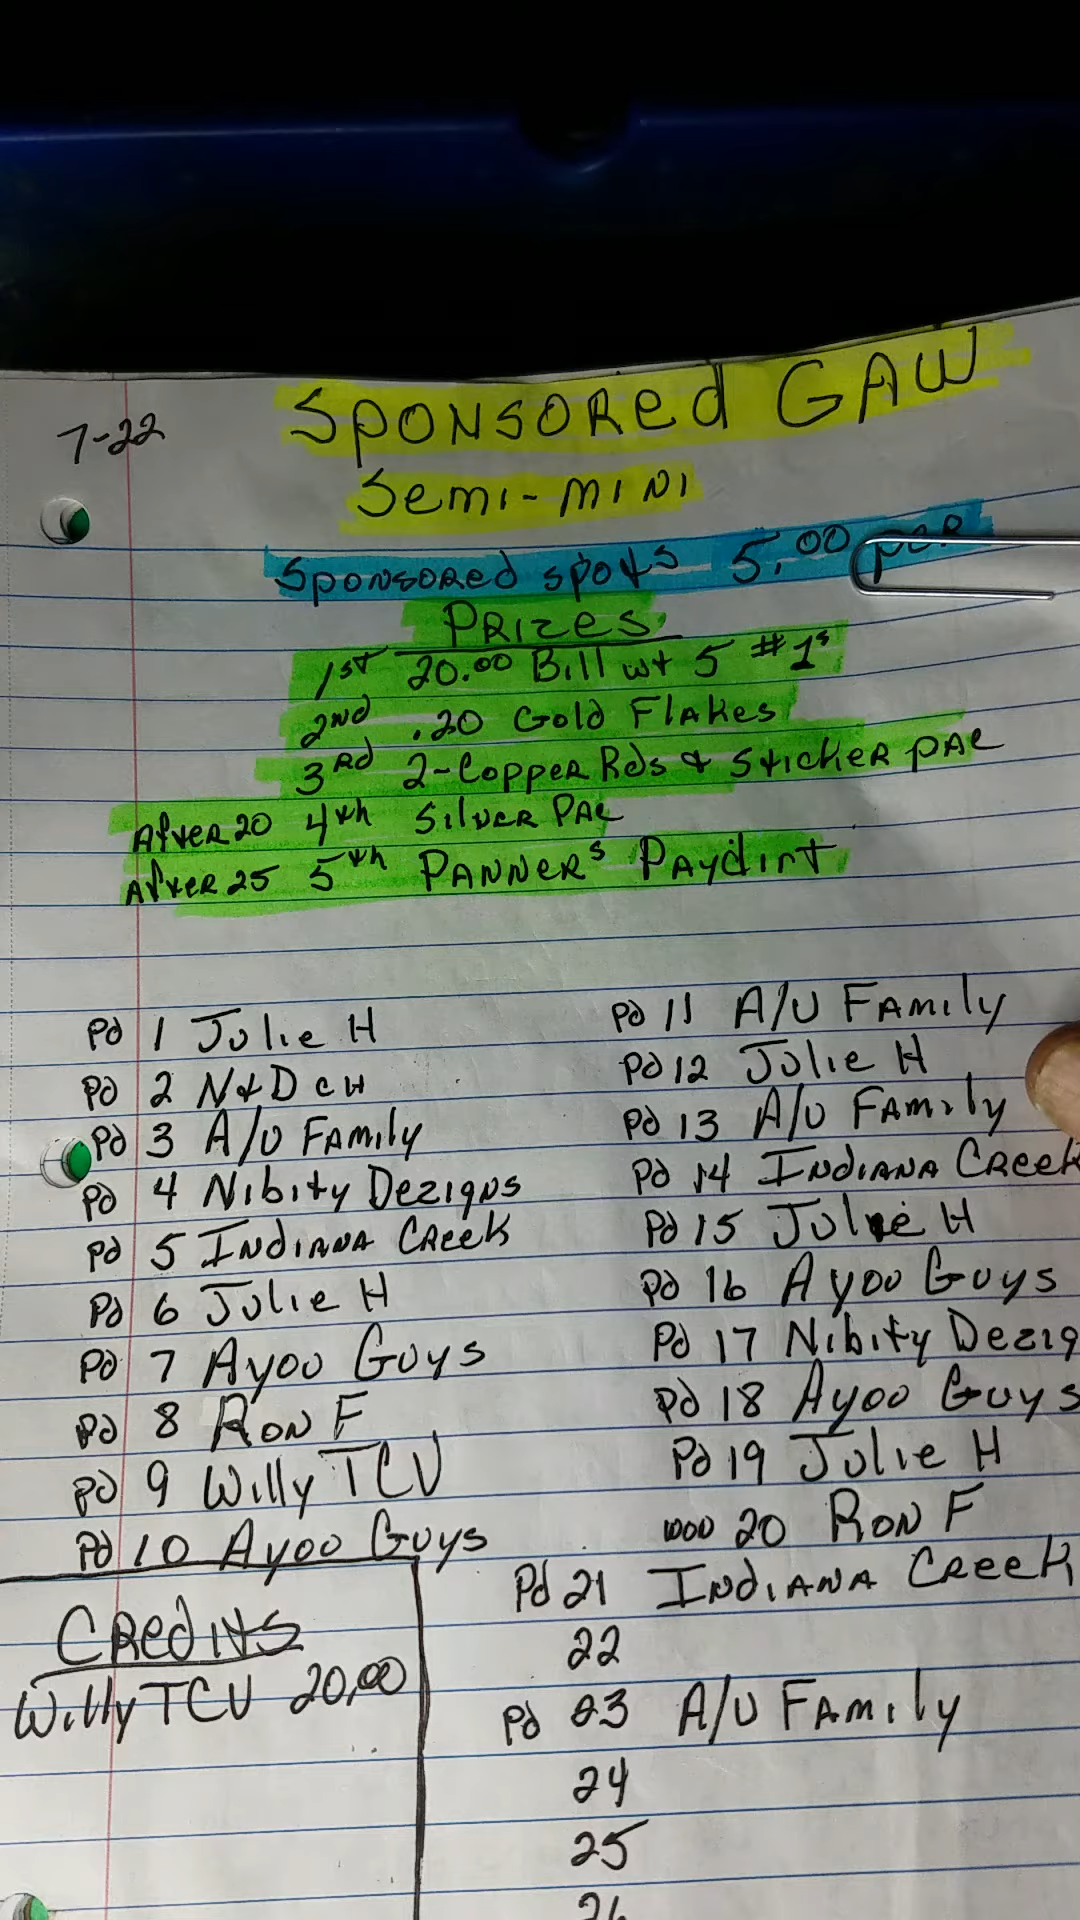 7-22
Sponsored GAW
Semi-mini
Sponsored spots 5.00 per
Prizes
1st 20.00 Bill wt 5 #1s
2nd .20 Gold Flakes
3rd 2-Copper Rds & Sticker pac
After 20 4th Silver Pac
After 25 5th Panners Paydirt
Pd 1 Julie H
Pd 2 N&D CH
Pd 3 A/U Family
Pd 4 Nibity Dezigns
Pd 5 Indiana Creek
Pd 6 Julie H
Pd 7 Ayoo Guys
Pd 8 Ron F
Pd 9 Willy TCV
Pd 10 Ayoo Guys
Pd 11 A/U Family
Pd 12 Julie H
Pd 13 A/U Family
Pd 14 Indiana Creek
Pd 15 Julie H
Pd 16 Ayoo Guys
Pd 17 Nibity Dezig
Pd 18 Ayoo Guys
Pd 19 Julie H
20 Ron F
Pd 21 Indiana Creek
22
Pd 23 A/U Family
24
25
26
Credits
Willy TCV 20.00